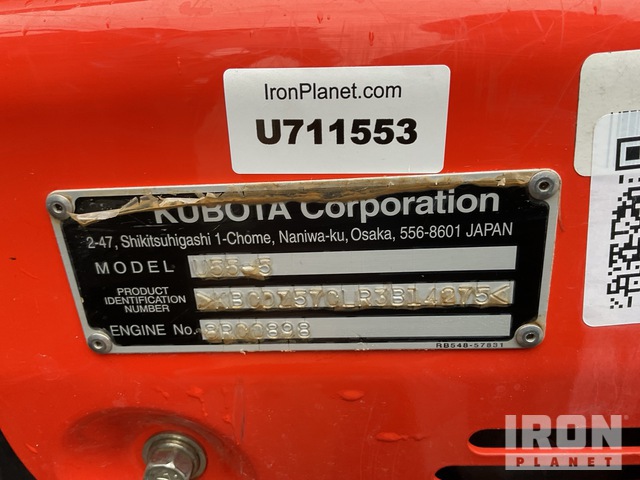 IronPlanet.com
U711553
KUBOTA Corporation
2-47, Shikitsuhigashi 1-Chome, Naniwa-ku, Osaka, 556-8601 JAPAN
MODEL U55-5
PRODUCT
IDENTIFICATION
NUMBER
ENGINE No. 8R00898
RB548-57831
IRON
PLANET